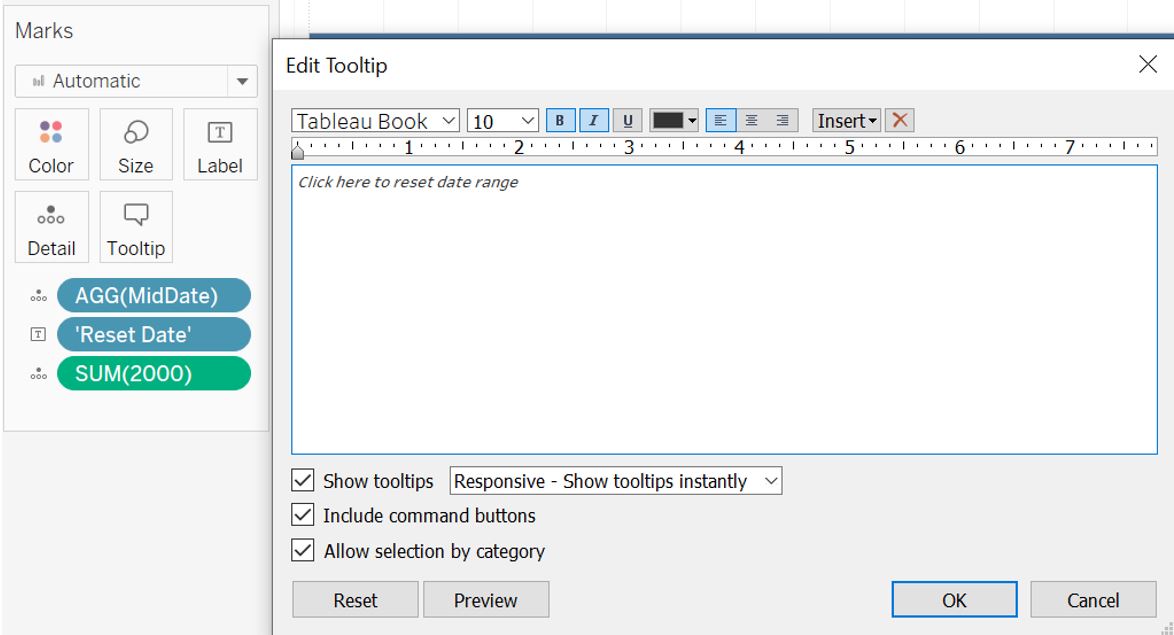 Marks
Automatic
Color Size Label
Detail Tooltip
AGG(MidDate)
T 'Reset Date'
SUM(2000)
Edit Tooltip
Tableau Book 10 B I U Insert
1 2 3 4 5 6 7
Click here to reset date range
Show tooltips Responsive - Show tooltips instantly
Include command buttons
Allow selection by category
Reset Preview OK Cancel